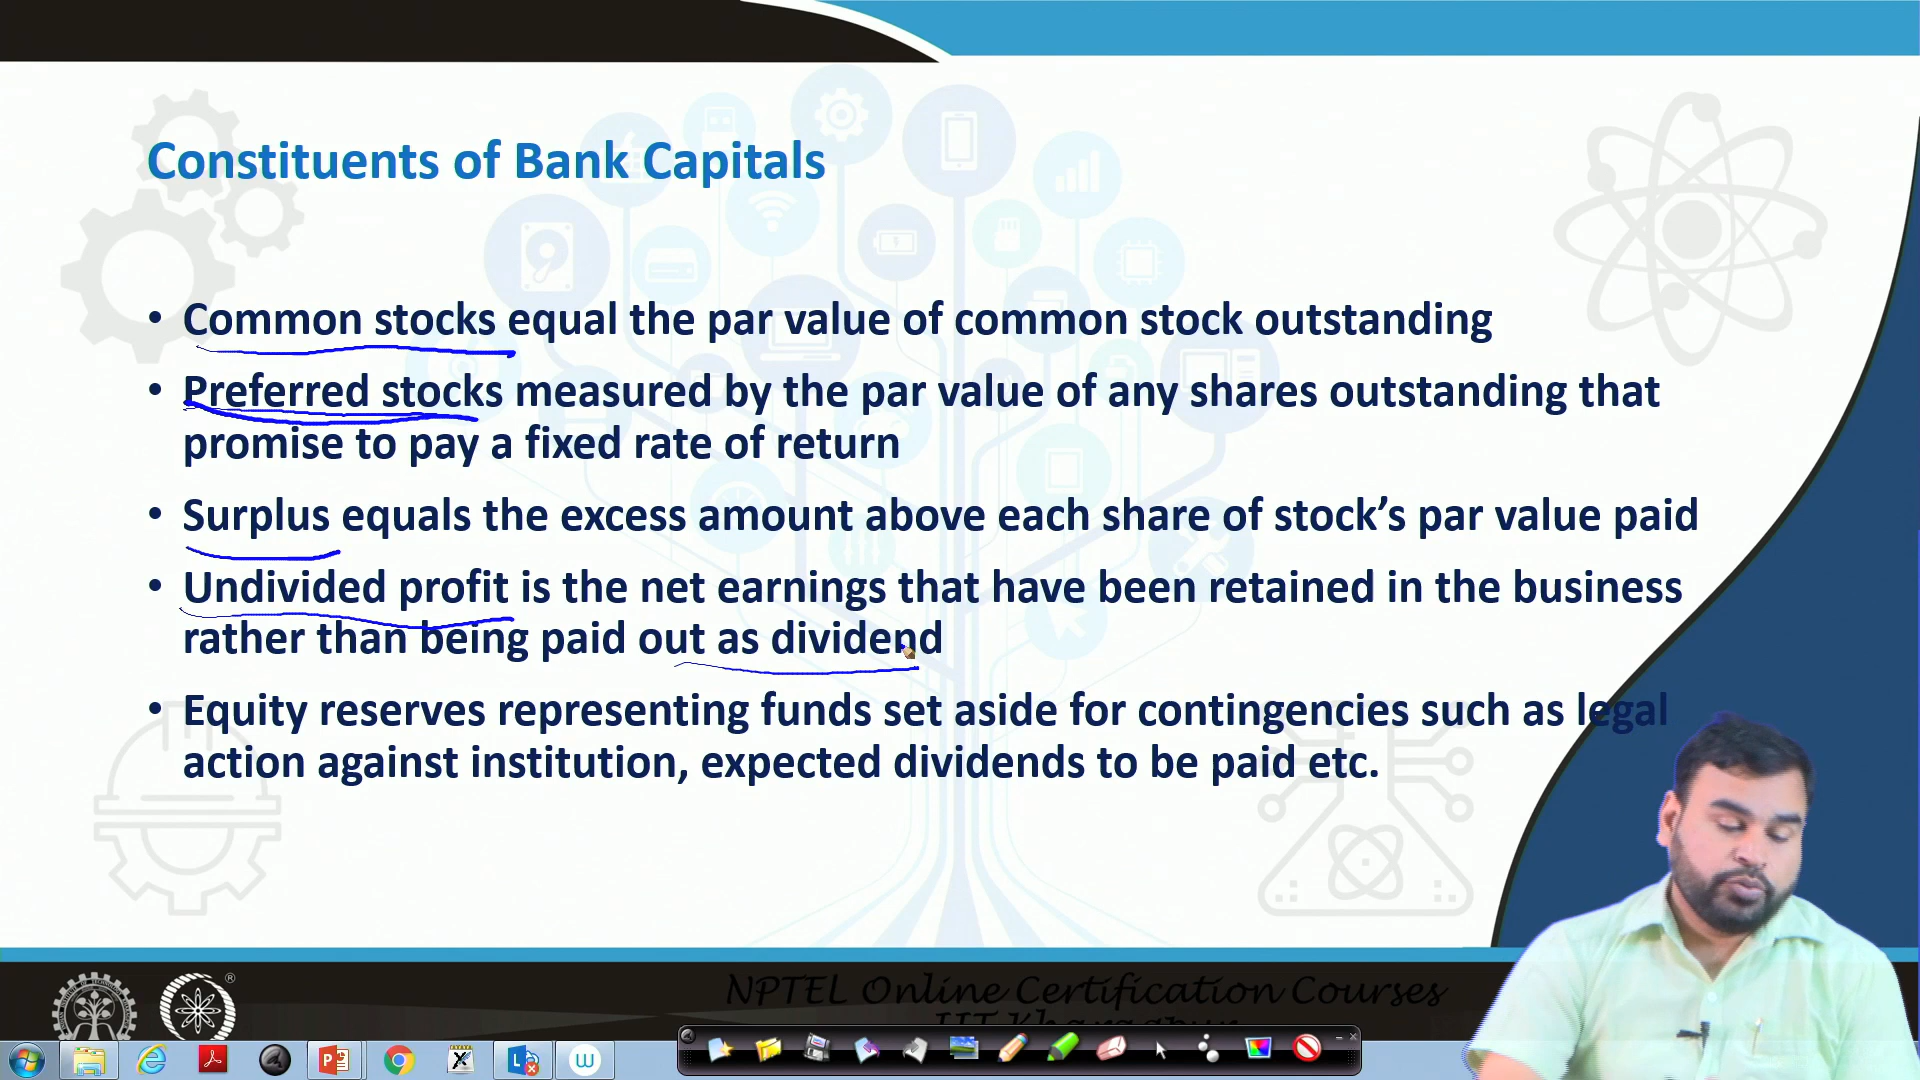 Constituents of Bank Capitals
• Common stocks equal the par value of common stock outstanding
• Preferred stocks measured by the par value of any shares outstanding that
promise to pay a fixed rate of return
• Surplus equals the excess amount above each share of stock's par value paid
• Undivided profit is the net earnings that have been retained in the business
rather than being paid out as dividend
• Equity reserves representing funds set aside for contingencies such as legal
action against institution, expected dividends to be paid etc.
NPTEL Online Certification Courses
IIT Kharagpur